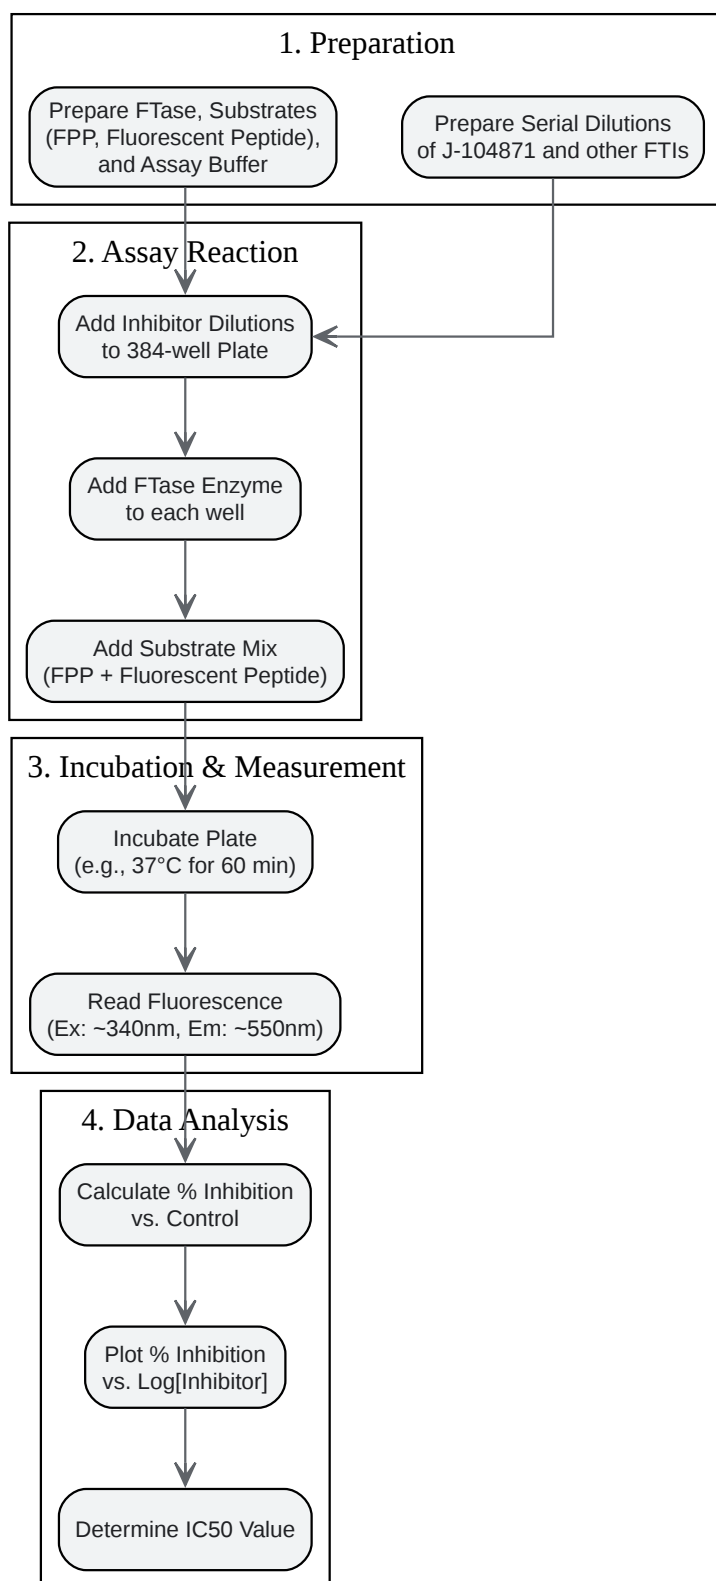 1. Preparation
Prepare FTase, Substrates
(FPP, Fluorescent Peptide),
and Assay Buffer
Prepare Serial Dilutions
of J-104871 and other FTIs
2. Assay Reaction
Add Inhibitor Dilutions
to 384-well Plate
Add FTase Enzyme
to each well
Add Substrate Mix
(FPP + Fluorescent Peptide)
3. Incubation & Measurement
Incubate Plate
(e.g., 37°C for 60 min)
Read Fluorescence
(Ex: ~340nm, Em: ~550nm)
4. Data Analysis
Calculate % Inhibition
vs. Control
Plot % Inhibition
vs. Log[Inhibitor]
Determine IC50 Value